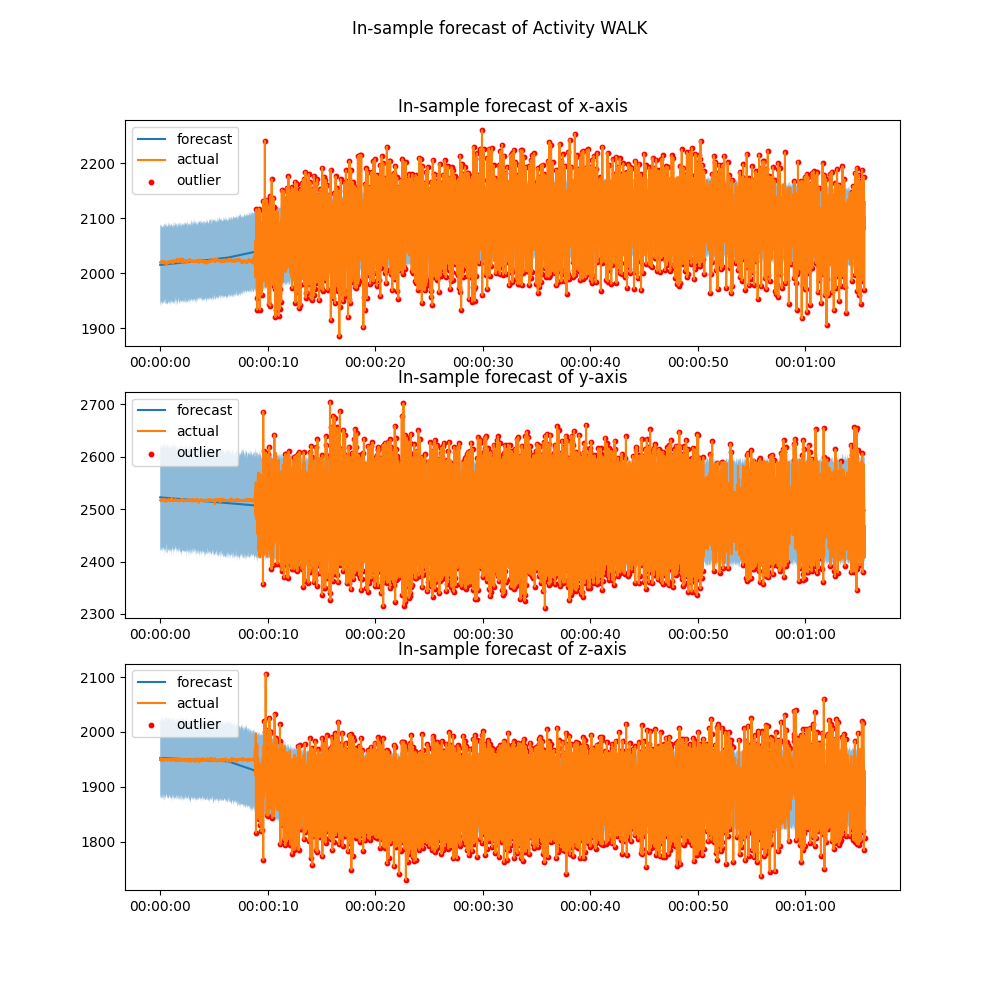 In-sample forecast of Activity WALK
In-sample forecast of x-axis
forecast
actual
outlier
2200
2100
2000
1900
00:00:00 00:00:10 00:00:20 00:00:30 00:00:40 00:00:50 00:01:00
In-sample forecast of y-axis
forecast
actual
outlier
2700
2600
2500
2400
2300
00:00:00 00:00:10 00:00:20 00:00:30 00:00:40 00:00:50 00:01:00
In-sample forecast of z-axis
forecast
actual
outlier
2100
2000
1900
1800
00:00:00 00:00:10 00:00:20 00:00:30 00:00:40 00:00:50 00:01:00